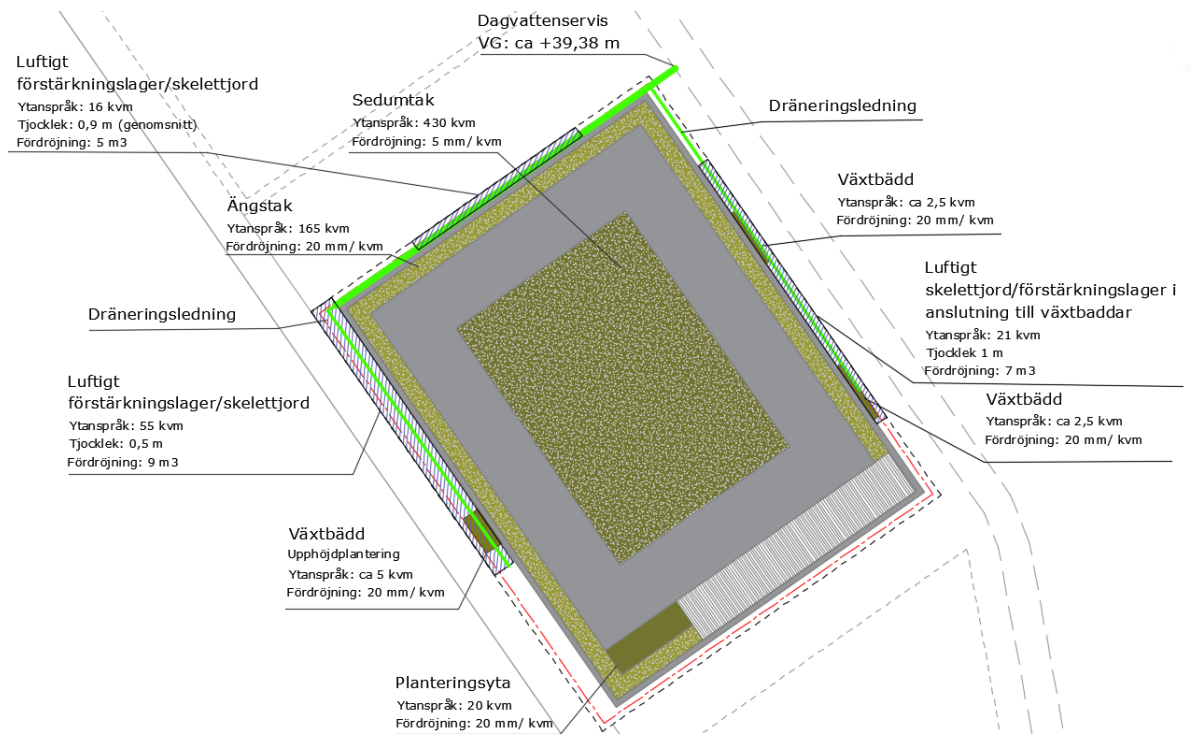 Dagvattenservis
VG: ca +39,38 m
Luftigt
förstärkningslager/skelettjord
Ytanspråk: 16 kvm
Tjocklek: 0,9 m (genomsnitt)
Fördröjning: 5 m3
Sedumtak
Ytanspråk: 430 kvm
Fördröjning: 5 mm/ kvm
Dräneringsledning
Växtbädd
Ytanspråk: ca 2,5 kvm
Fördröjning: 20 mm/ kvm
Ängstak
Ytanspråk: 165 kvm
Fördröjning: 20 mm/ kvm
Luftigt
skelettjord/förstärkningslager i
anslutning till växtbaddar
Ytanspråk: 21 kvm
Tjocklek 1 m
Fördröjning: 7 m3
Dräneringsledning
Luftigt
förstärkningslager/skelettjord
Ytanspråk: 55 kvm
Tjocklek: 0,5 m
Fördröjning: 9 m3
Växtbädd
Ytanspråk: ca 2,5 kvm
Fördröjning: 20 mm/ kvm
Växtbädd
Upphöjdplantering
Ytanspråk: ca 5 kvm
Fördröjning: 20 mm/ kvm
Planteringsyta
Ytanspråk: 20 kvm
Fördröjning: 20 mm/ kvm